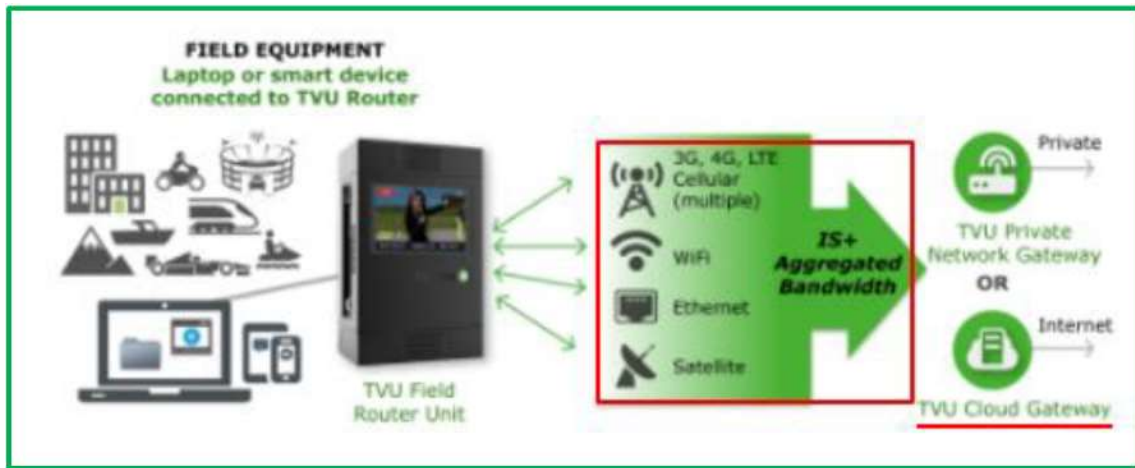 FIELD EQUIPMENT
Laptop or smart device
connected to TVU Router
TVU Field
Router Unit
3G, 4G, LTE
Cellular
(multiple)
WiFi
Ethernet
Satellite
IS+
Aggregated
Bandwidth
Private
TVU Private
Network Gateway
OR
Internet
TVU Cloud Gateway